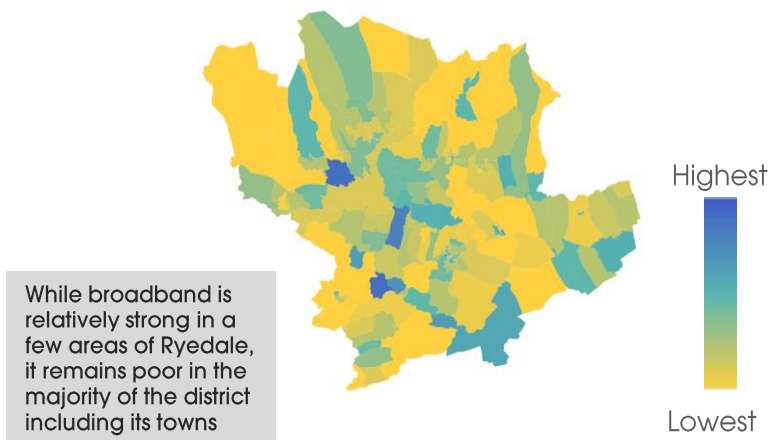 Highest
While broadband is
relatively strong in a
few areas of Ryedale,
it remains poor in the
majority of the district
including its towns
Lowest